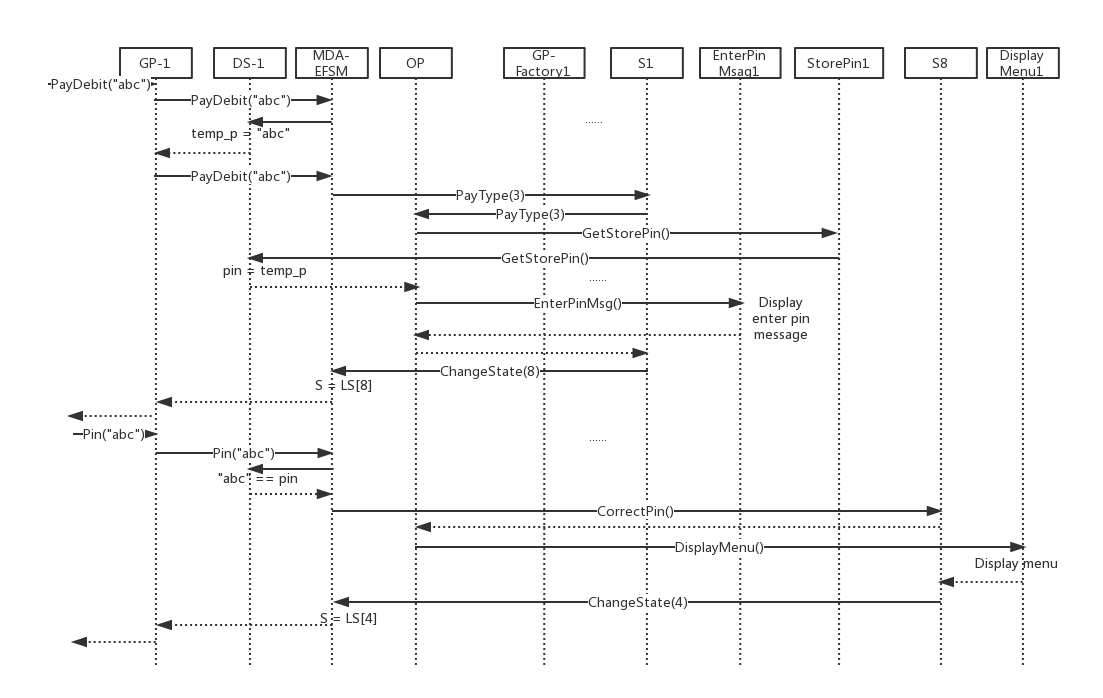 GP-1
DS-1
MDA-
EFSM
OP
GP-
Factory1
S1
EnterPin
Msag1
StorePin1
S8
Display
Menu1
PayDebit("abc")
PayDebit("abc")
......
temp_p = "abc"
PayDebit("abc")
PayType(3)
PayType(3)
GetStorePin()
GetStorePin()
pin = temp_p
......
EnterPinMsg()
Display
enter pin
message
ChangeState(8)
S = LS[8]
Pin("abc")
......
Pin("abc")
"abc" == pin
CorrectPin()
DisplayMenu()
Display menu
ChangeState(4)
S = LS[4]